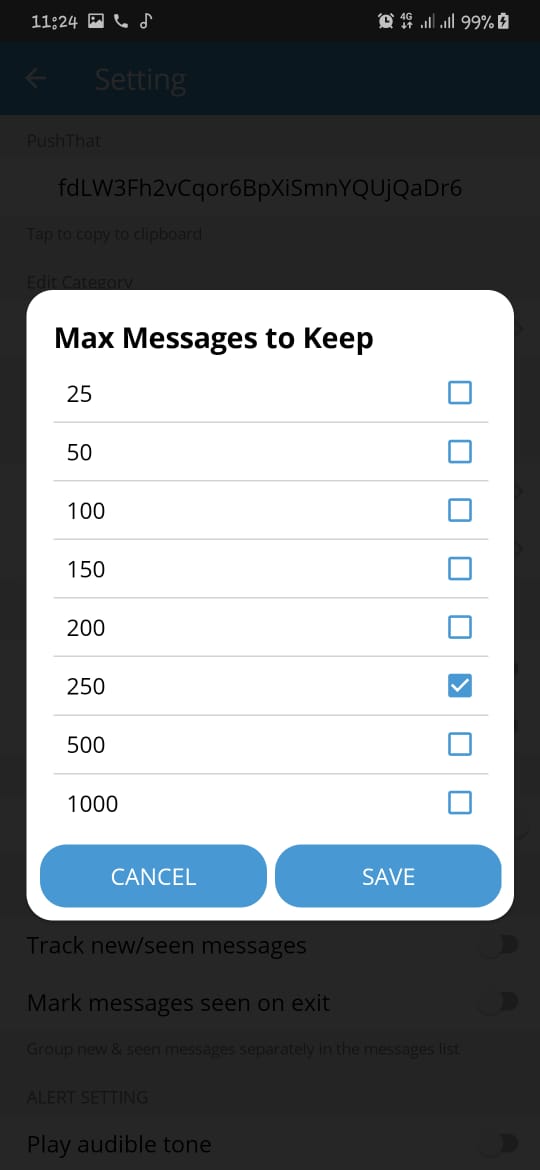 11:24
4G
99%
Setting
PushThat
fdLW3Fh2vCqor6BpXiSmnYQUjQaDr6
Tap to copy to clipboard
Edit Category
Max Messages to Keep
25
50
100
150
200
250
500
1000
CANCEL
SAVE
Track new/seen messages
Mark messages seen on exit
Group new & seen messages separately in the messages list
ALERT SETTING
Play audible tone